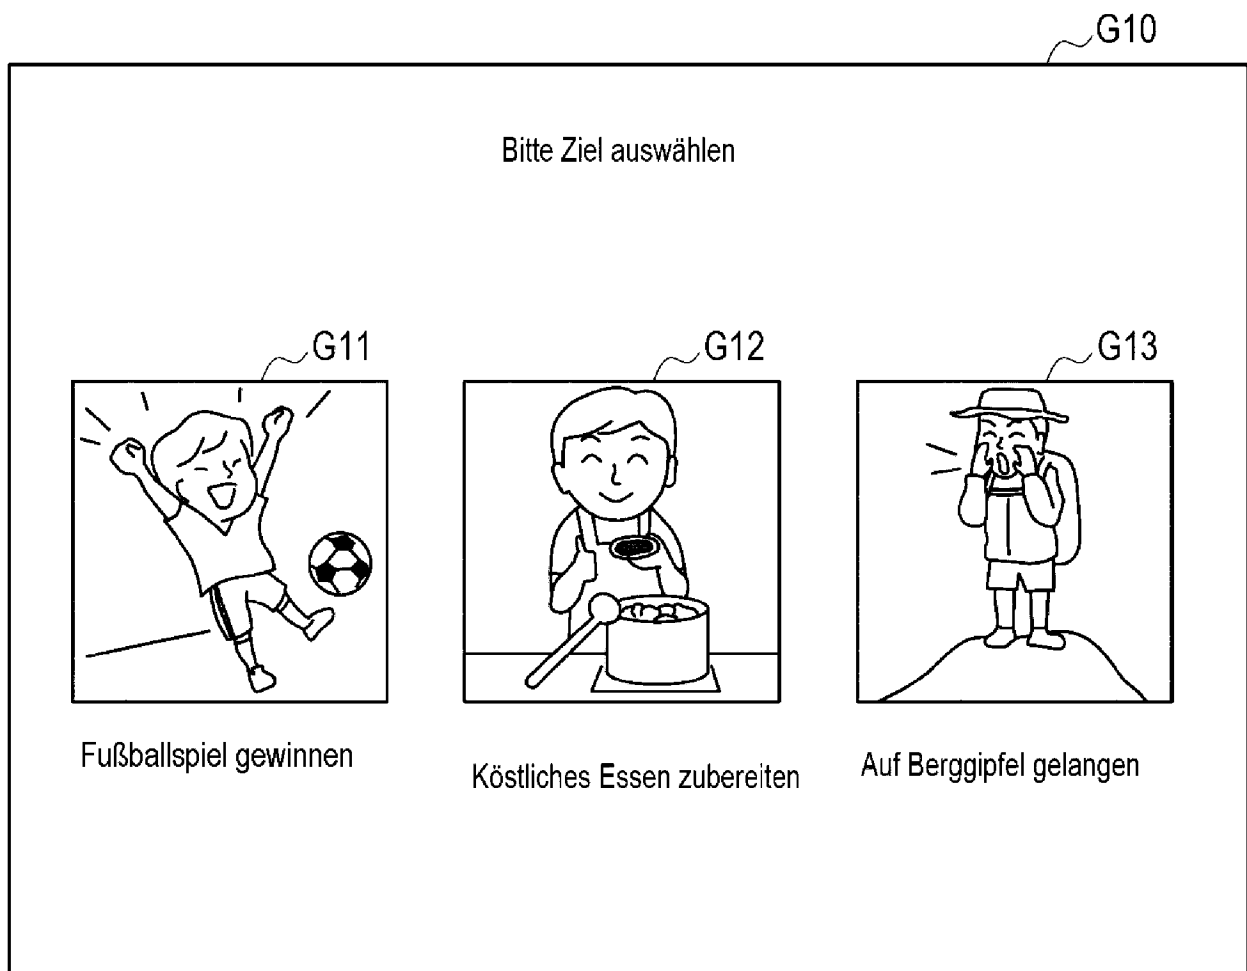 G10
Bitte Ziel auswählen
G11
G12
G13
Fußballspiel gewinnen
Köstliches Essen zubereiten
Auf Berggipfel gelangen